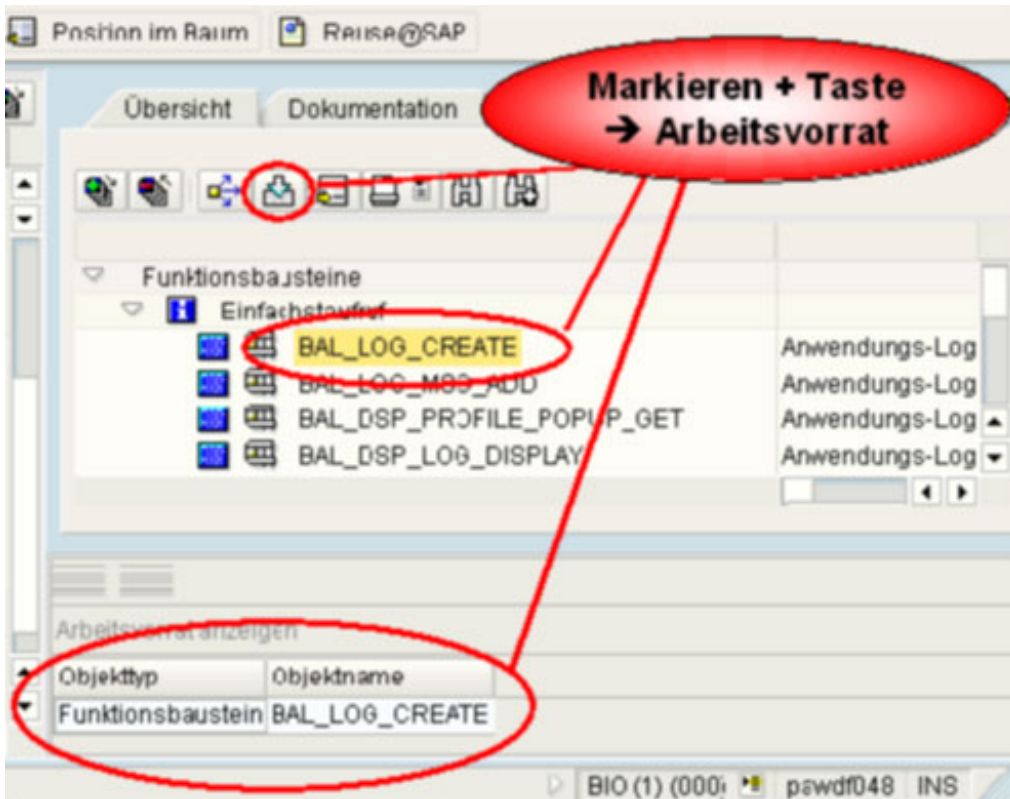 Position im Baum Reuse@SAP
Markieren + Taste
➔ Arbeitsvorrat
Übersicht Dokumentation
Funktionsbausteine
Einfachstaufruf
BAL_LOG_CREATE Anwendungs-Log
BAL_LOG_MSG_ADD Anwendungs-Log
BAL_DSP_PROFILE_POPUP_GET Anwendungs-Log
BAL_DSP_LOG_DISPLAY Anwendungs-Log
Arbeitsvorrat anzeigen
Objekttyp Objektname
Funktionsbaustein BAL_LOG_CREATE
BIO (1) (000) pawdf048 INS